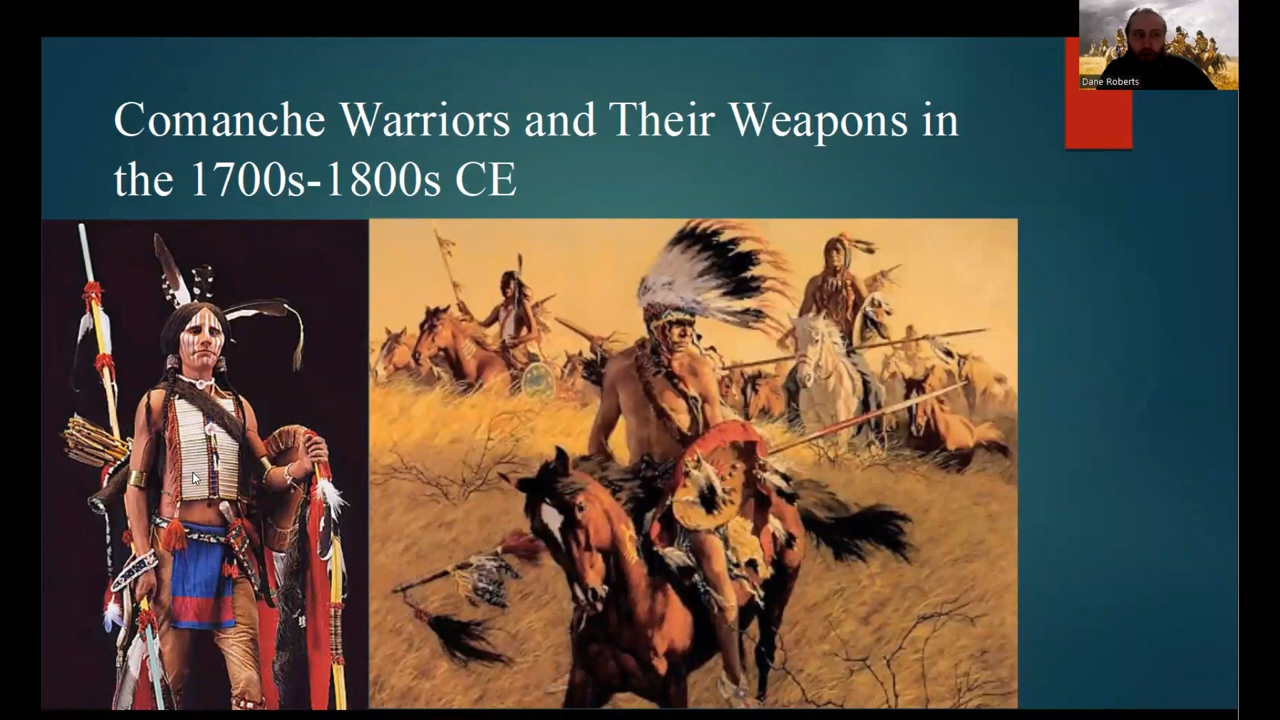 Dane Roberts
Comanche Warriors and Their Weapons in
the 1700s-1800s CE